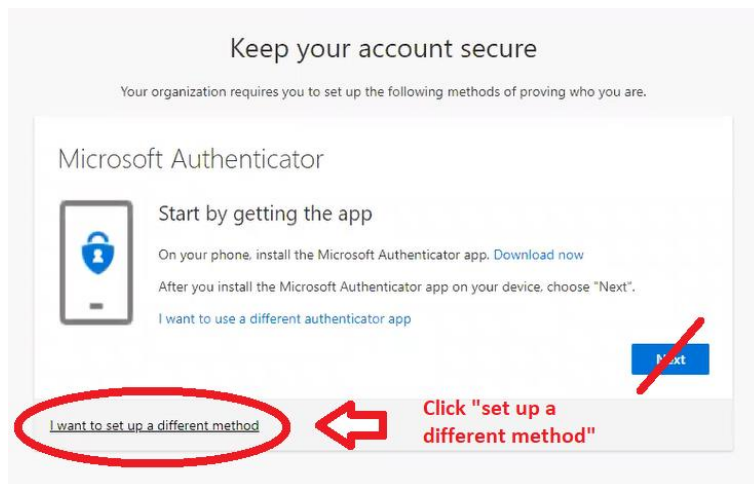 Keep your account secure
Your organization requires you to set up the following methods of proving who you are.
Microsoft Authenticator
Start by getting the app
On your phone, install the Microsoft Authenticator app. Download now
After you install the Microsoft Authenticator app on your device, choose "Next".
I want to use a different authenticator app
Next
I want to set up a different method
Click "set up a
different method"